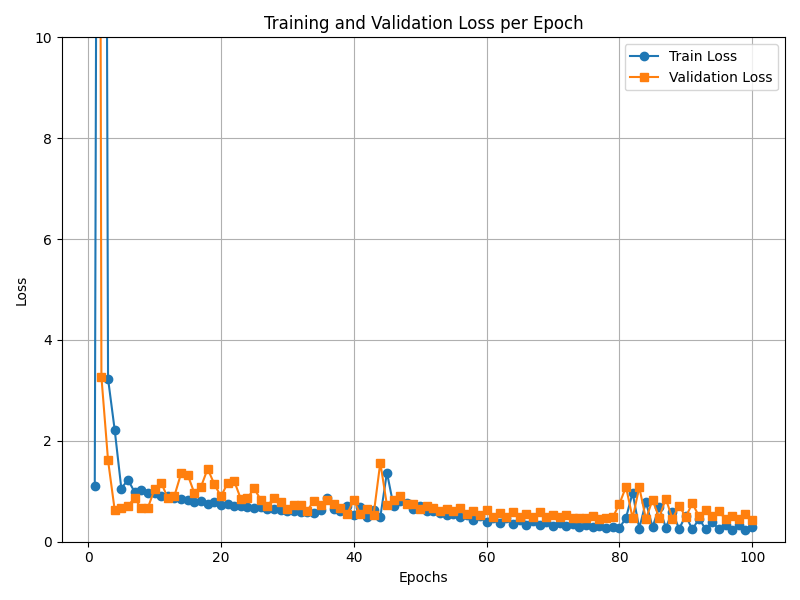 Training and Validation Loss per Epoch
Train Loss
Validation Loss
Loss
10
8
6
4
2
0
0 20 40 60 80 100
Epochs